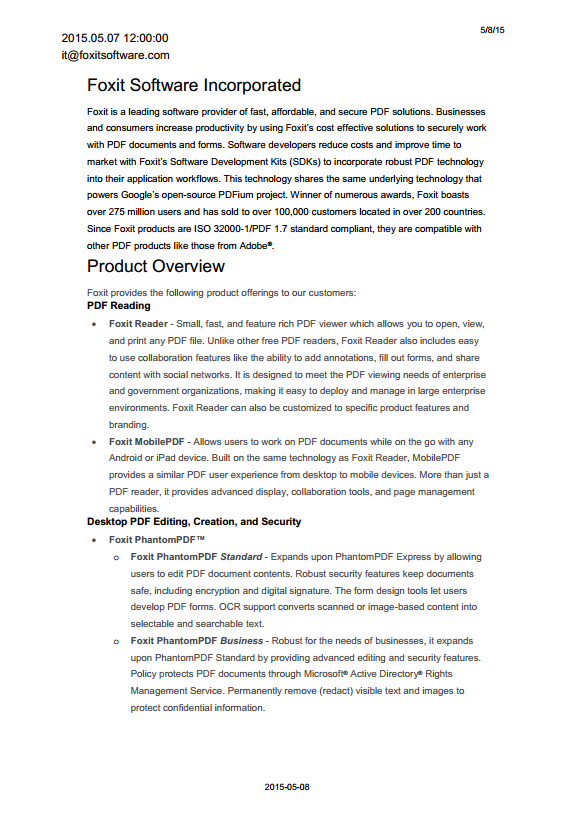 5/8/15
2015.05.07 12:00:00
it@foxitsoftware.com
Foxit Software Incorporated
Foxit is a leading software provider of fast, affordable, and secure PDF solutions. Businesses
and consumers increase productivity by using Foxit's cost effective solutions to securely work
with PDF documents and forms. Software developers reduce costs and improve time to
market with Foxit's Software Development Kits (SDKs) to incorporate robust PDF technology
into their application workflows. This technology shares the same underlying technology that
powers Google's open-source PDFium project. Winner of numerous awards, Foxit boasts
over 275 million users and has sold to over 100,000 customers located in over 200 countries.
Since Foxit products are ISO 32000-1/PDF 1.7 standard compliant, they are compatible with
other PDF products like those from Adobe®.
Product Overview
Foxit provides the following product offerings to our customers:
PDF Reading
• Foxit Reader - Small, fast, and feature rich PDF viewer which allows you to open, view,
and print any PDF file. Unlike other free PDF readers, Foxit Reader also includes easy
to use collaboration features like the ability to add annotations, fill out forms, and share
content with social networks. It is designed to meet the PDF viewing needs of enterprise
and government organizations, making it easy to deploy and manage in large enterprise
environments. Foxit Reader can also be customized to specific product features and
branding.
• Foxit MobilePDF - Allows users to work on PDF documents while on the go with any
Android or iPad device. Built on the same technology as Foxit Reader, MobilePDF
provides a similar PDF user experience from desktop to mobile devices. More than just a
PDF reader, it provides advanced display, collaboration tools, and page management
capabilities.
Desktop PDF Editing, Creation, and Security
• Foxit PhantomPDF™
o Foxit PhantomPDF Standard - Expands upon PhantomPDF Express by allowing
users to edit PDF document contents. Robust security features keep documents
safe, including encryption and digital signature. The form design tools let users
develop PDF forms. OCR support converts scanned or image-based content into
selectable and searchable text.
o Foxit PhantomPDF Business - Robust for the needs of businesses, it expands
upon PhantomPDF Standard by providing advanced editing and security features.
Policy protects PDF documents through Microsoft® Active Directory® Rights
Management Service. Permanently remove (redact) visible text and images to
protect confidential information.
2015-05-08